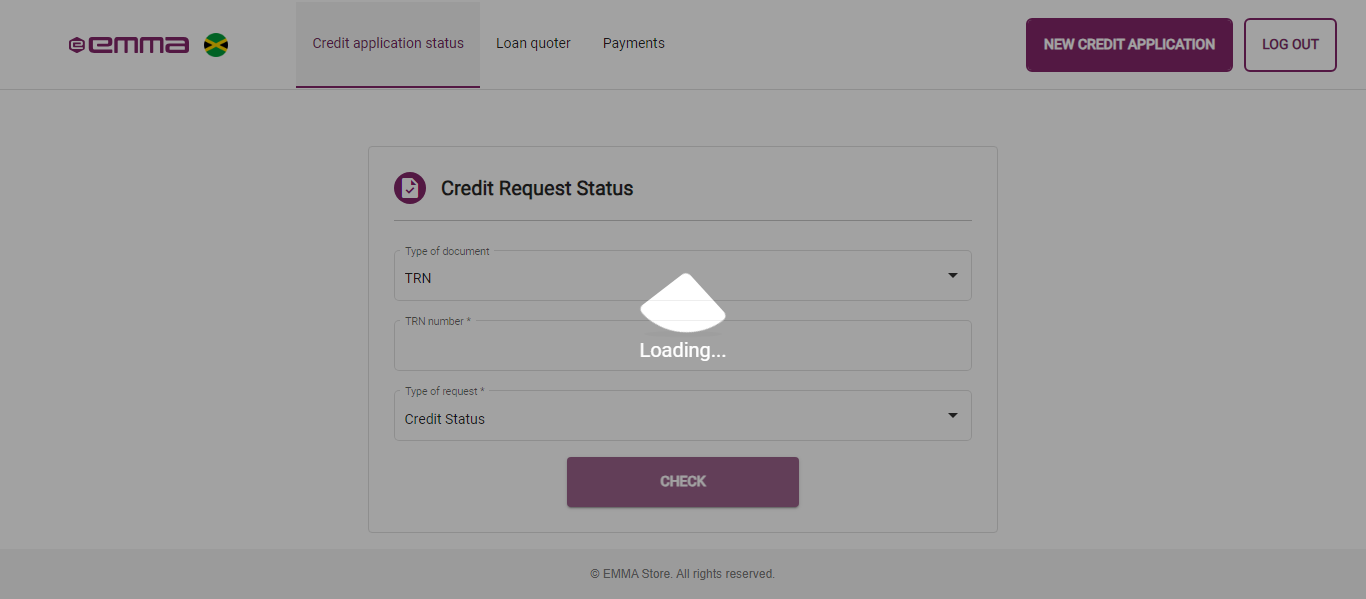 emma
Credit application status
Loan quoter
Payments
NEW CREDIT APPLICATION
LOG OUT
Credit Request Status
Type of document
TRN
TRN number *
Loading...
Type of request *
Credit Status
CHECK
© EMMA Store. All rights reserved.